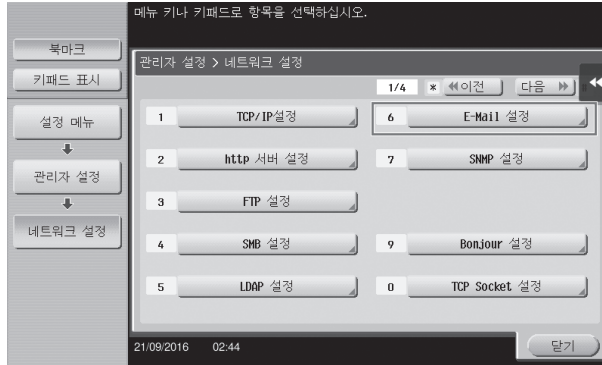 메뉴 키나 키패드로 항목을 선택하십시오.
북마크
키패드 표시
설정 메뉴
관리자 설정
네트워크 설정
관리자 설정 > 네트워크 설정
1/4 * 이전 다음 #
1 TCP/IP설정
6 E-Mail 설정
2 http 서버 설정
7 SNMP 설정
3 FTP 설정
4 SMB 설정
9 Bonjour 설정
5 LDAP 설정
0 TCP Socket 설정
21/09/2016 02:44
닫기